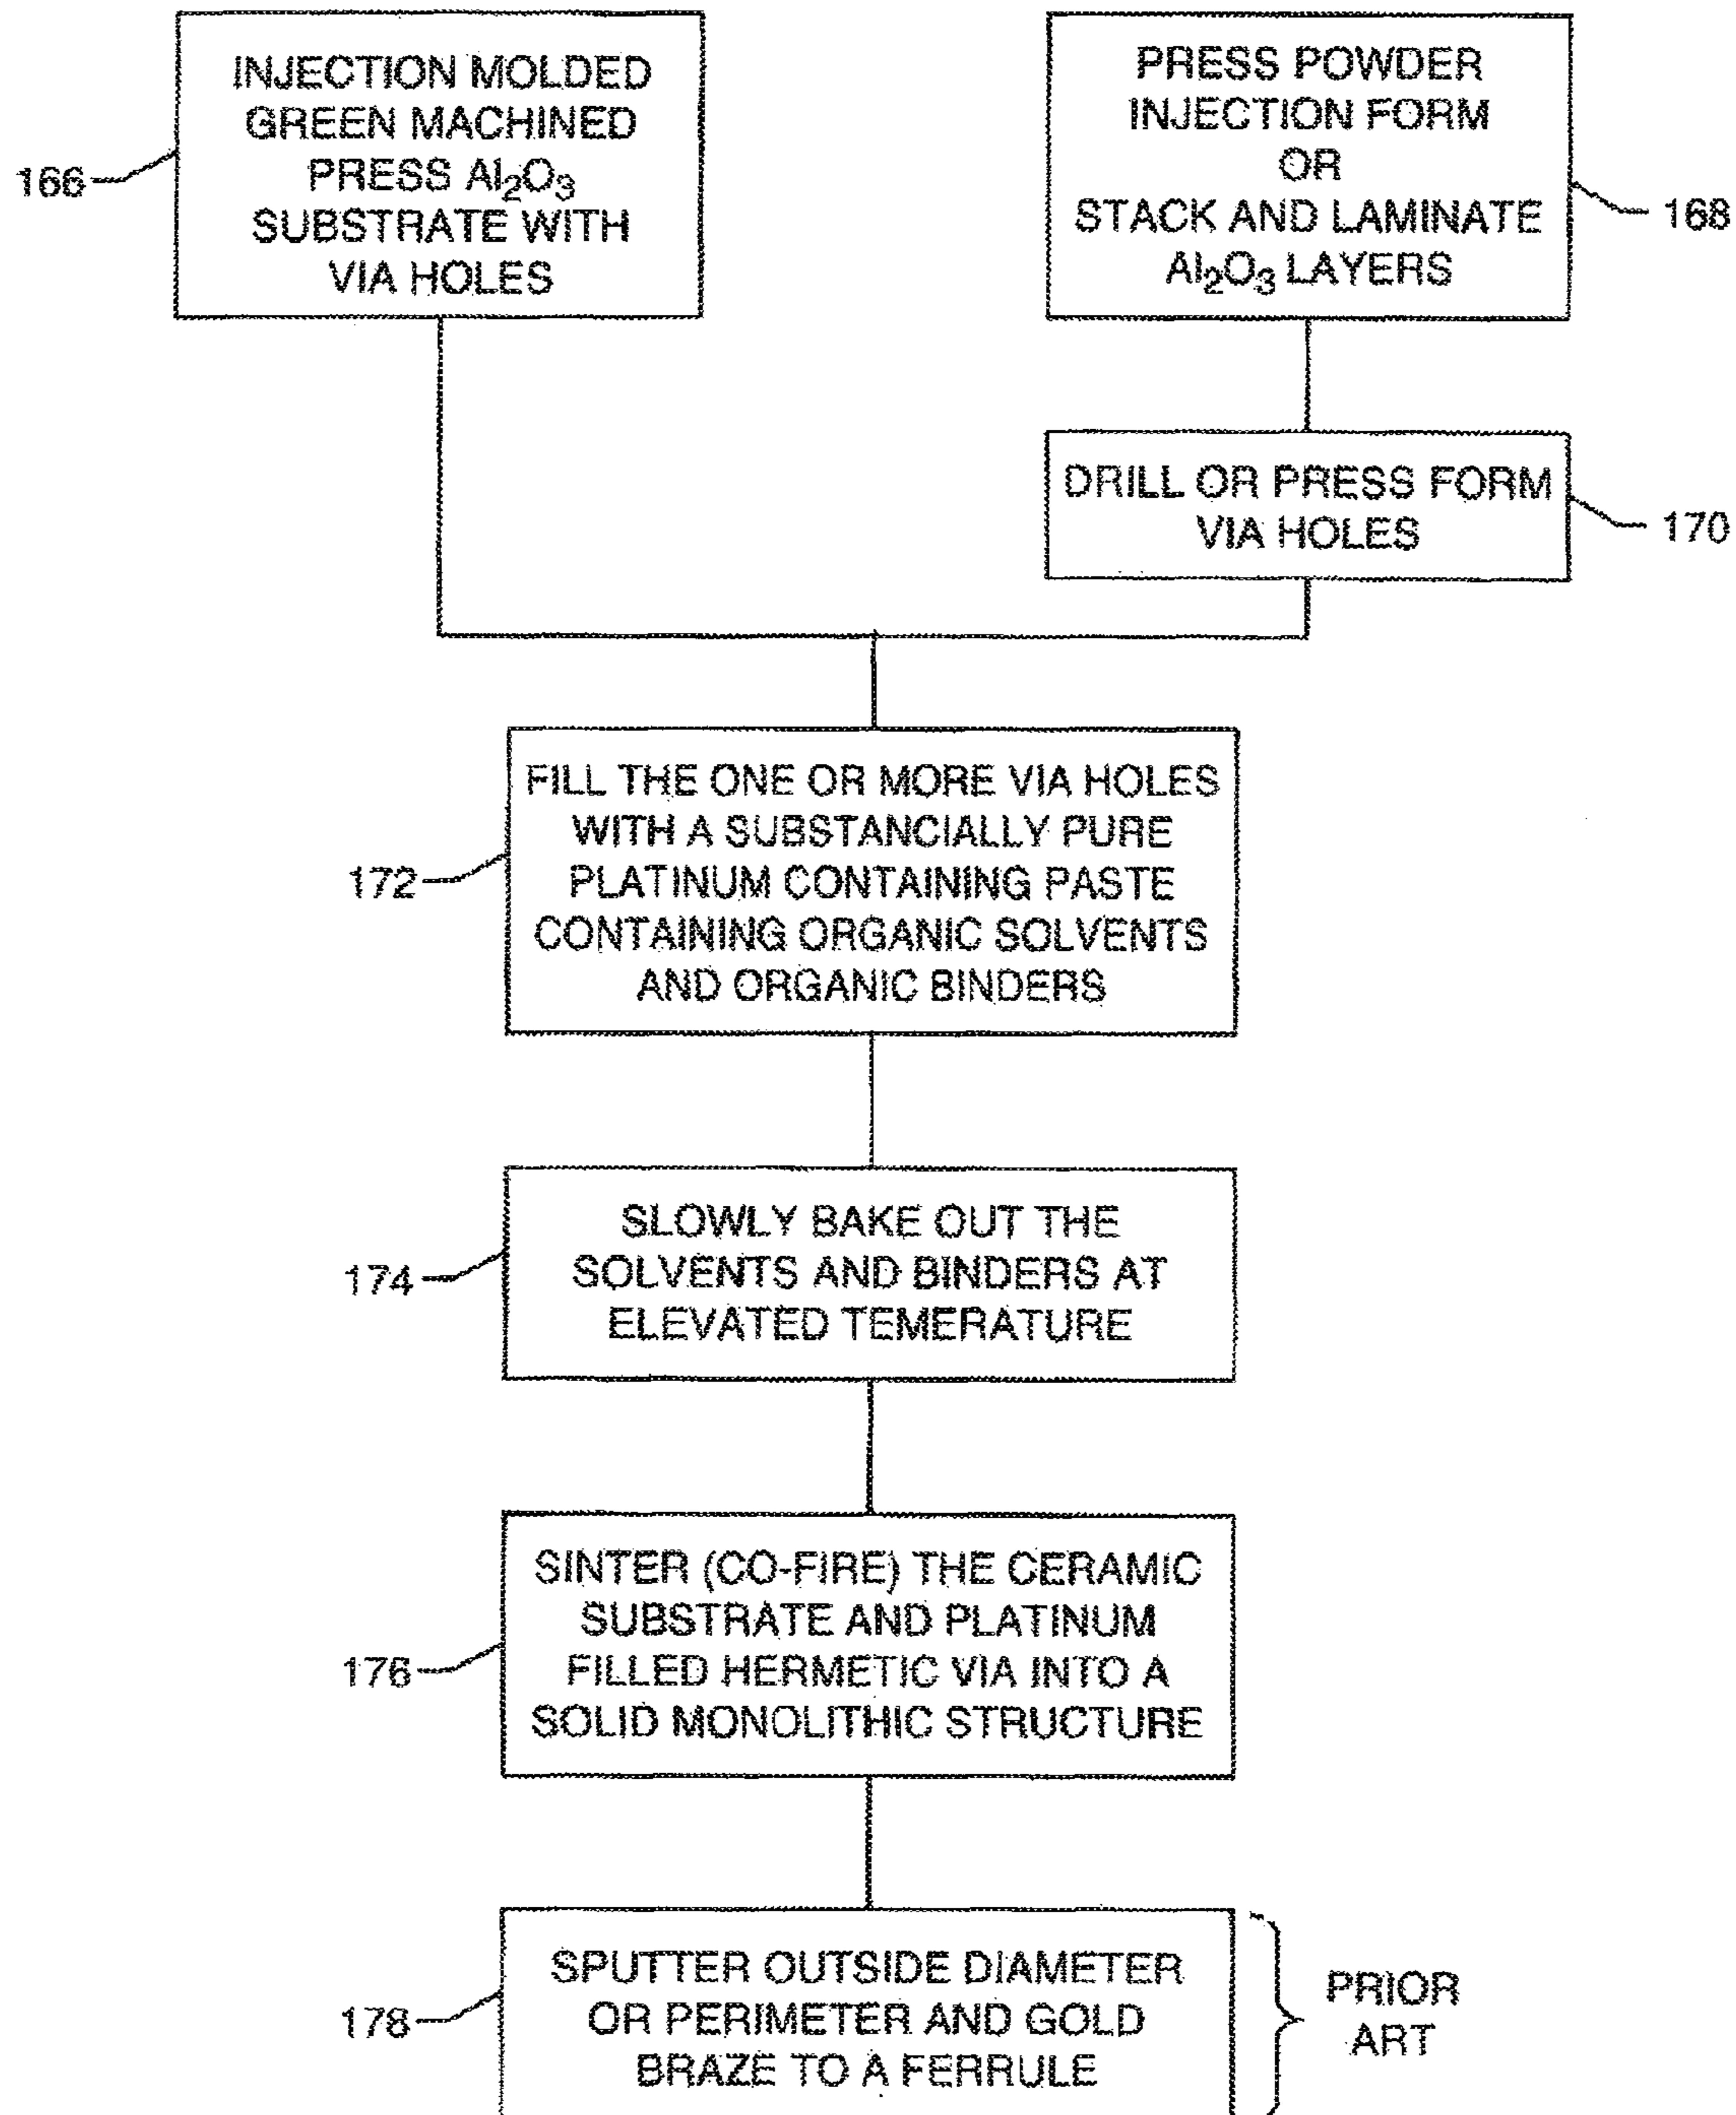 INJECTION MOLDED
GREEN MACHINED
PRESS Al₂O₃
SUBSTRATE WITH
VIA HOLES
166
PRESS POWDER
INJECTION FORM
OR
STACK AND LAMINATE
Al₂O₃ LAYERS
168
DRILL OR PRESS FORM
VIA HOLES
170
FILL THE ONE OR MORE VIA HOLES
WITH A SUBSTANCIALLY PURE
PLATINUM CONTAINING PASTE
CONTAINING ORGANIC SOLVENTS
AND ORGANIC BINDERS
172
SLOWLY BAKE OUT THE
SOLVENTS AND BINDERS AT
ELEVATED TEMERATURE
174
SINTER (CO-FIRE) THE CERAMIC
SUBSTRATE AND PLATINUM
FILLED HERMETIC VIA INTO A
SOLID MONOLITHIC STRUCTURE
176
SPUTTER OUTSIDE DIAMETER
OR PERIMETER AND GOLD
BRAZE TO A FERRULE
178
PRIOR
ART